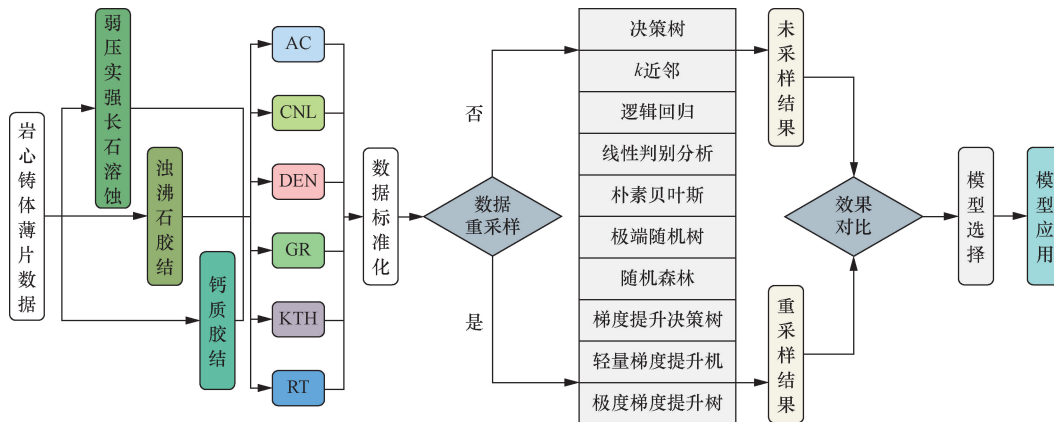 岩心铸体薄片数据
弱压实强长石溶蚀
浊沸石胶结
钙质胶结
AC
CNL
DEN
GR
KTH
RT
数据标准化
数据
重采样
否
是
决策树
k近邻
逻辑回归
线性判别分析
朴素贝叶斯
极端随机树
随机森林
梯度提升决策树
轻量梯度提升机
极度梯度提升树
未采样结果
重采样结果
效果
对比
模型选择
模型应用